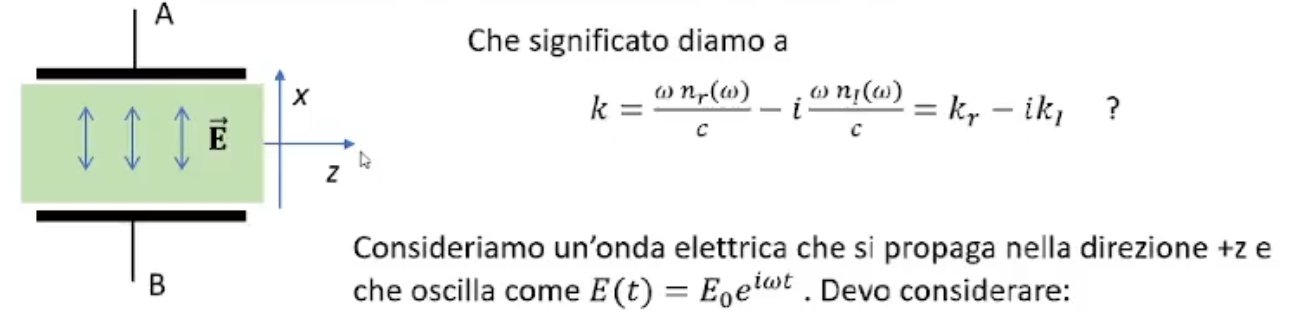 A
Che significato diamo a
x
k = ω n_r(ω)/c − i ω n_I(ω)/c = k_r − ik_I ?
E⃗
z
Consideriamo un'onda elettrica che si propaga nella direzione +z e
B
che oscilla come E(t) = E₀e^{iωt} . Devo considerare: